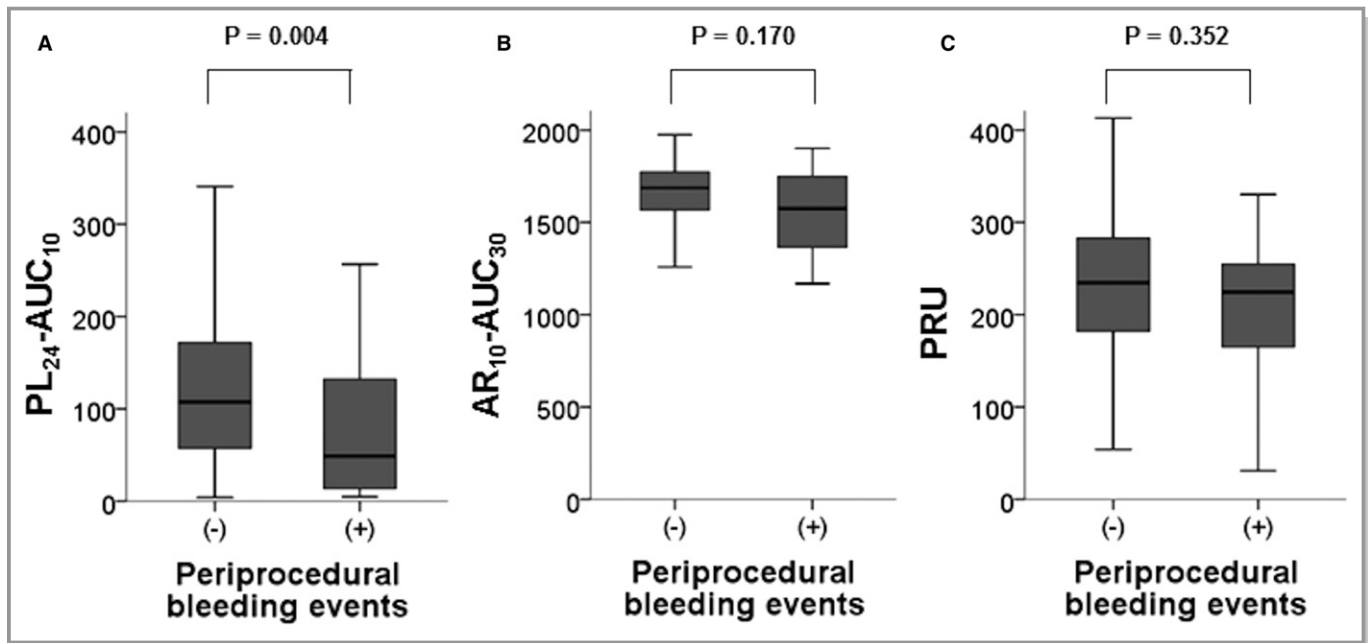 A
P = 0.004
PL24-AUC10
400
300
200
100
0
(-)
(+)
Periprocedural
bleeding events
B
P = 0.170
AR10-AUC30
2000
1500
1000
500
0
(-)
(+)
Periprocedural
bleeding events
C
P = 0.352
PRU
400
300
200
100
0
(-)
(+)
Periprocedural
bleeding events